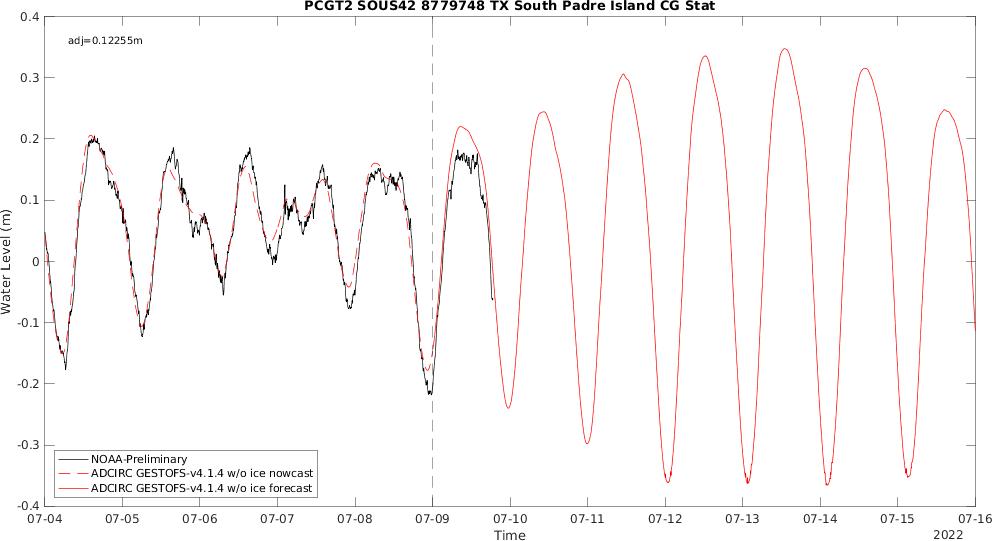 PCGT2 SOUS42 8779748 TX South Padre Island CG Stat
adj=0.12255m
0.4
0.3
0.2
0.1
0
-0.1
-0.2
-0.3
-0.4
Water Level (m)
NOAA-Preliminary
ADCIRC GESTOFS-v4.1.4 w/o ice nowcast
ADCIRC GESTOFS-v4.1.4 w/o ice forecast
07-04 07-05 07-06 07-07 07-08 07-09 07-10 07-11 07-12 07-13 07-14 07-15 07-16
Time
2022